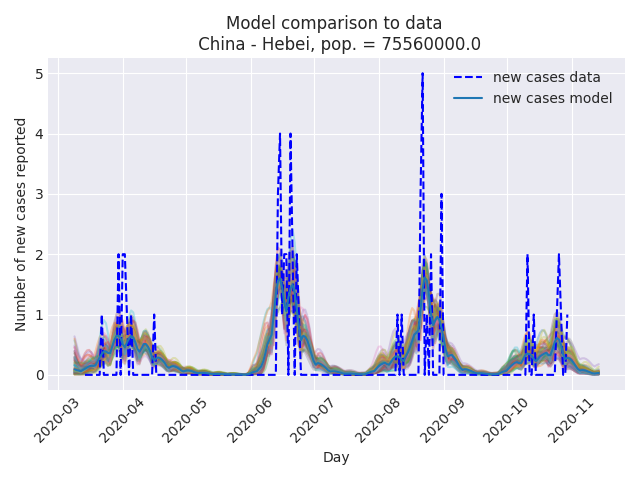 Model comparison to data
China - Hebei, pop. = 75560000.0
new cases data
new cases model
Number of new cases reported
5
4
3
2
1
0
2020-03
2020-04
2020-05
2020-06
2020-07
2020-08
2020-09
2020-10
2020-11
Day